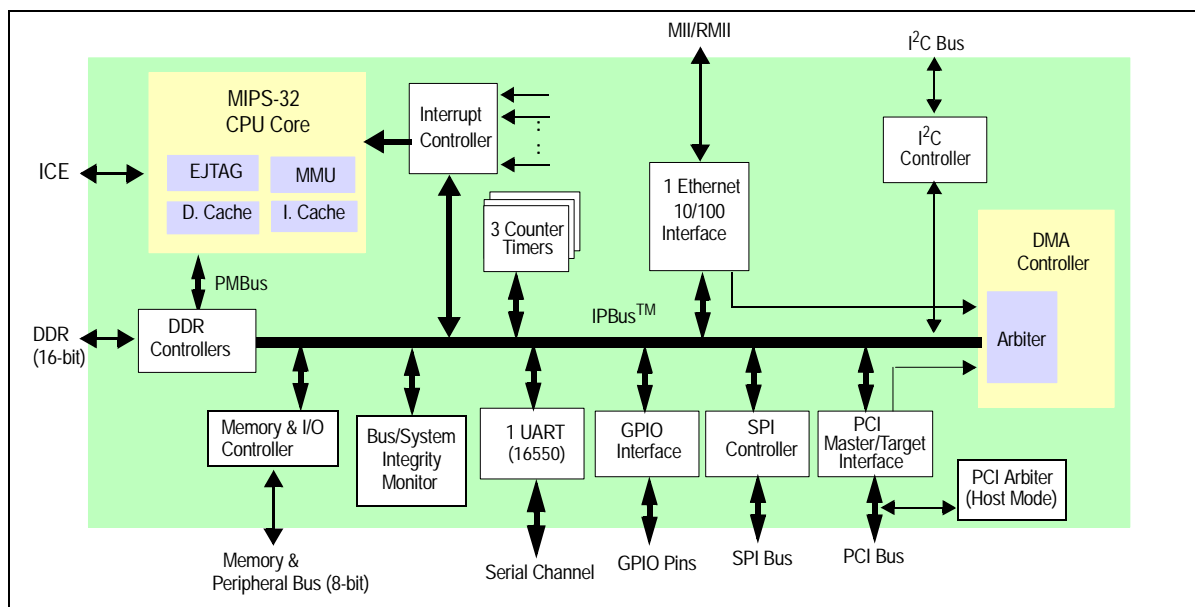 MII/RMII
I²C Bus
MIPS-32
CPU Core
EJTAG
MMU
D. Cache
I. Cache
ICE
Interrupt
Controller
I²C
Controller
3 Counter
Timers
1 Ethernet
10/100
Interface
DMA
Controller
Arbiter
PMBus
IPBus™
DDR
(16-bit)
DDR
Controllers
Memory & I/O
Controller
Bus/System
Integrity
Monitor
1 UART
(16550)
GPIO
Interface
SPI
Controller
PCI
Master/Target
Interface
PCI Arbiter
(Host Mode)
Memory &
Peripheral Bus (8-bit)
Serial Channel
GPIO Pins
SPI Bus
PCI Bus